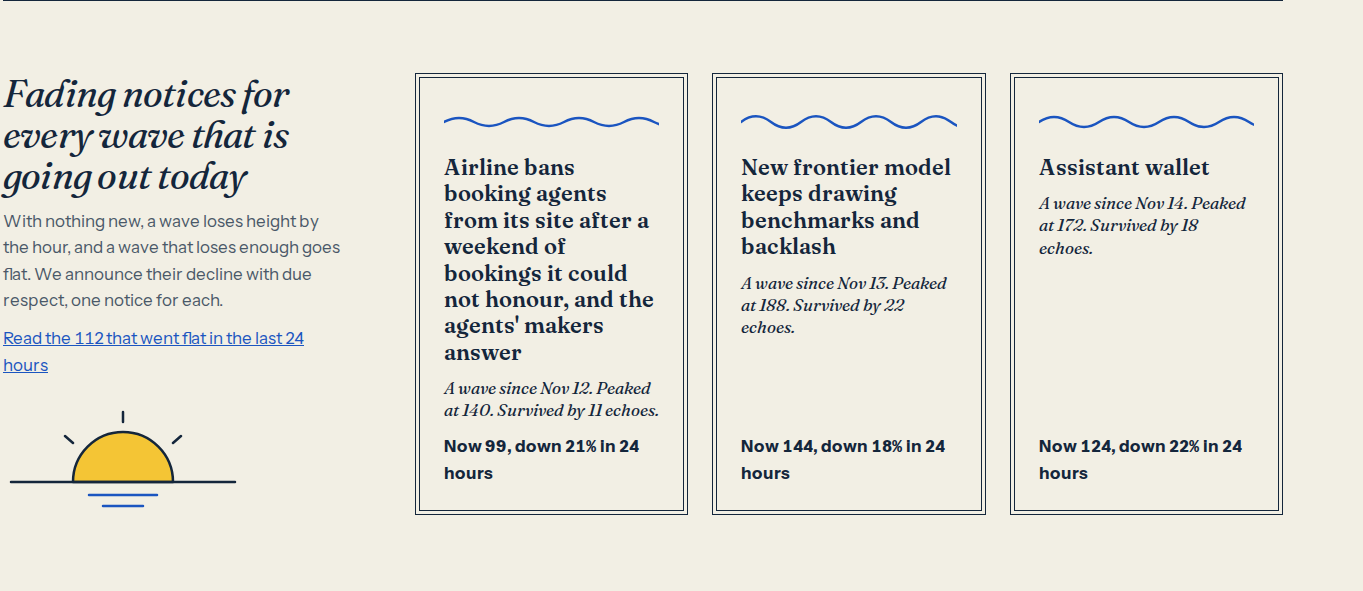 Fading notices for
every wave that is
going out today
With nothing new, a wave loses height by
the hour, and a wave that loses enough goes
flat. We announce their decline with due
respect, one notice for each.
Read the 112 that went flat in the last 24
hours
Airline bans
booking agents
from its site after a
weekend of
bookings it could
not honour, and the
agents' makers
answer
A wave since Nov 12. Peaked
at 140. Survived by 11 echoes.
Now 99, down 21% in 24
hours
New frontier model
keeps drawing
benchmarks and
backlash
A wave since Nov 13. Peaked
at 188. Survived by 22
echoes.
Now 144, down 18% in 24
hours
Assistant wallet
A wave since Nov 14. Peaked
at 172. Survived by 18
echoes.
Now 124, down 22% in 24
hours